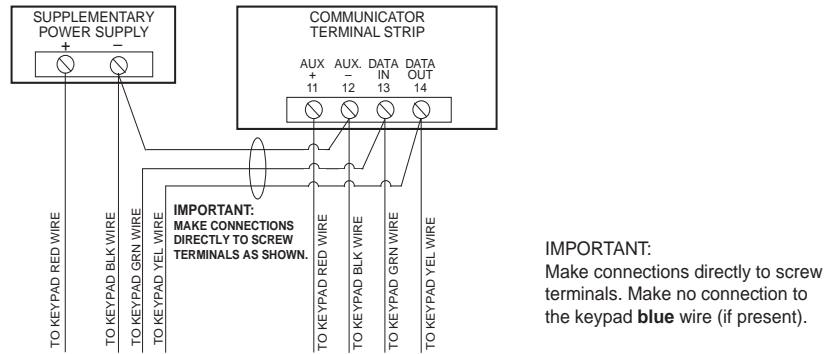 SUPPLEMENTARY
POWER SUPPLY
+ –
COMMUNICATOR
TERMINAL STRIP
AUX AUX. DATA DATA
+ – IN OUT
11 12 13 14
IMPORTANT:
MAKE CONNECTIONS
DIRECTLY TO SCREW
TERMINALS AS SHOWN.
TO KEYPAD RED WIRE
TO KEYPAD BLK WIRE
TO KEYPAD GRN WIRE
TO KEYPAD YEL WIRE
TO KEYPAD RED WIRE
TO KEYPAD BLK WIRE
TO KEYPAD GRN WIRE
TO KEYPAD YEL WIRE
IMPORTANT:
Make connections directly to screw
terminals. Make no connection to
the keypad blue wire (if present).